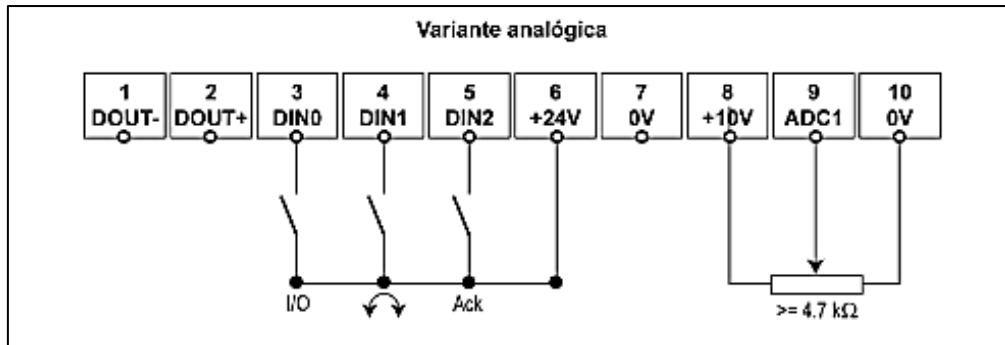 Variante analógica
1 2 3 4 5 6 7 8 9 10
DOUT- DOUT+ DIN0 DIN1 DIN2 +24V 0V +10V ADC1 0V
I/O Ack
>= 4.7 kΩ